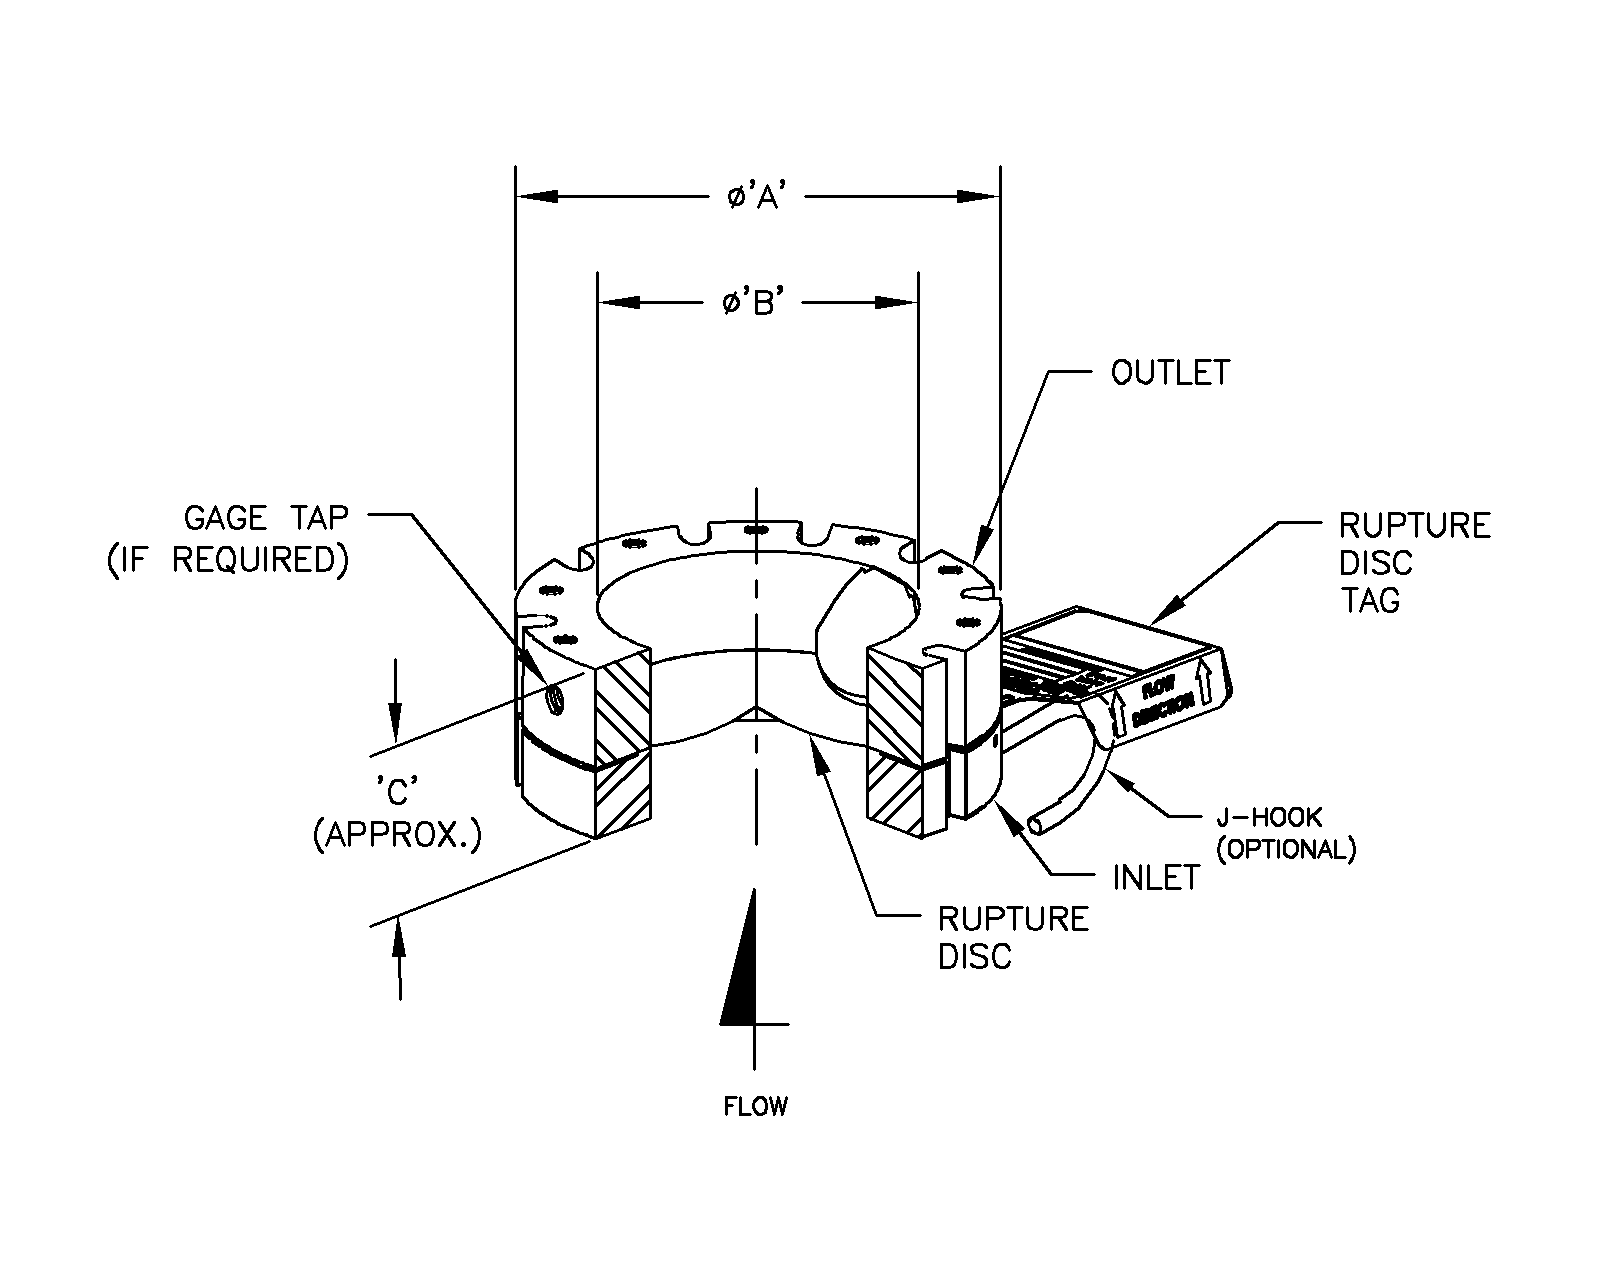 ø'A'
ø'B'
OUTLET
GAGE TAP
(IF REQUIRED)
RUPTURE
DISC
TAG
FLOW
DIRECTION
'C'
(APPROX.)
J-HOOK
(OPTIONAL)
INLET
RUPTURE
DISC
FLOW